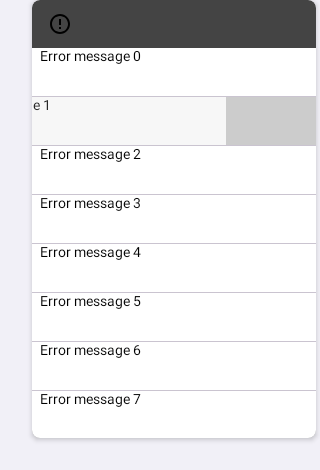 Error message 0
e 1
Error message 2
Error message 3
Error message 4
Error message 5
Error message 6
Error message 7